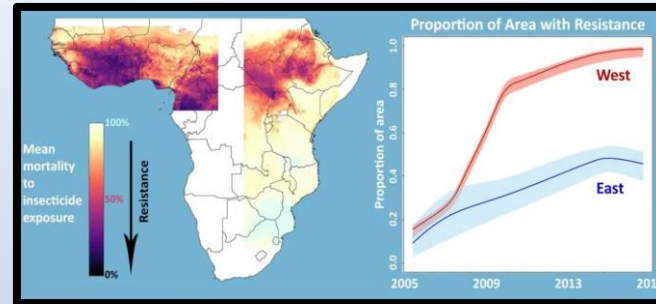 Mean
mortality
to
insecticide
exposure
100%
50%
0%
Resistance
Proportion of Area with Resistance
Proportion of area
1.0
0.8
0.6
0.4
0.2
0.0
West
East
2005
2009
2013